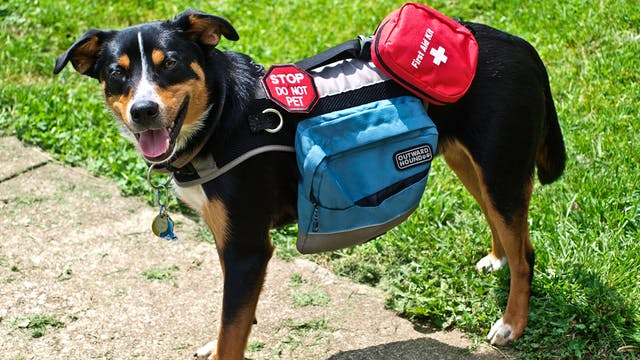 First Aid Kit
STOP
DO NOT
PET
OUTWARD
HOUND